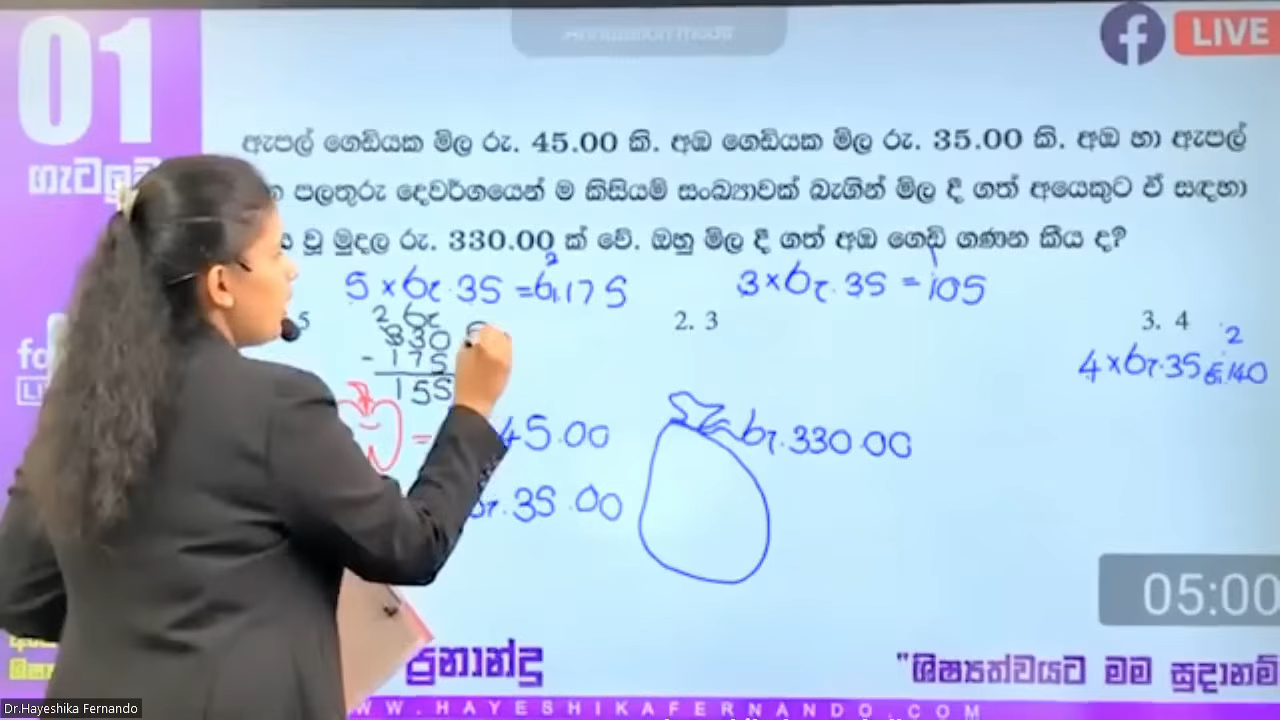 01
LIVE
ඇපල් ගෙඩියක මිල රු. 45.00 කි. අඹ ගෙඩියක මිල රු. 35.00 කි. අඹ හා ඇපල්
පලතුරු දෙවර්ගයෙන් ම කිසියම් සංඛ්‍යාවක් බැගින් මිල දී ගත් අයෙකුට ඒ සඳහා
වූ මුදල රු. 330.00 ක් වේ. ඔහු මිල දී ගත් අඹ ගෙඩි ගණන කීය ද?
5 × රු. 35 = රු. 175
3 × රු. 35 = 105
5
2. 3
3. 4
2 රු
330
- 175
155
4 × රු. 35 රු. 140
= 45.00
රු. 330 00
රු. 35.00
05:00
ප්‍රනාන්දු
"ශිෂ්‍යත්වයට මම සුදානම්
WWW.HAYESHIKAFERNANDO.COM
Dr.Hayeshika Fernando